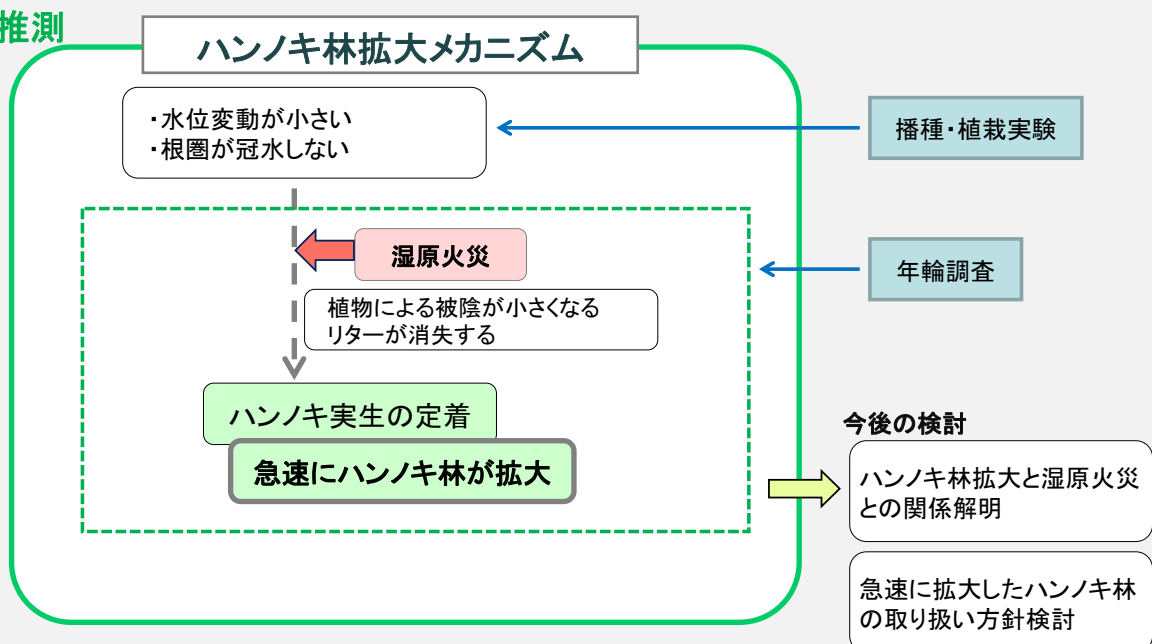 推測
ハンノキ林拡大メカニズム
・水位変動が小さい
・根圏が冠水しない
播種・植栽実験
湿原火災
年輪調査
植物による被陰が小さくなる
リターが消失する
ハンノキ実生の定着
急速にハンノキ林が拡大
今後の検討
ハンノキ林拡大と湿原火災
との関係解明
急速に拡大したハンノキ林
の取り扱い方針検討